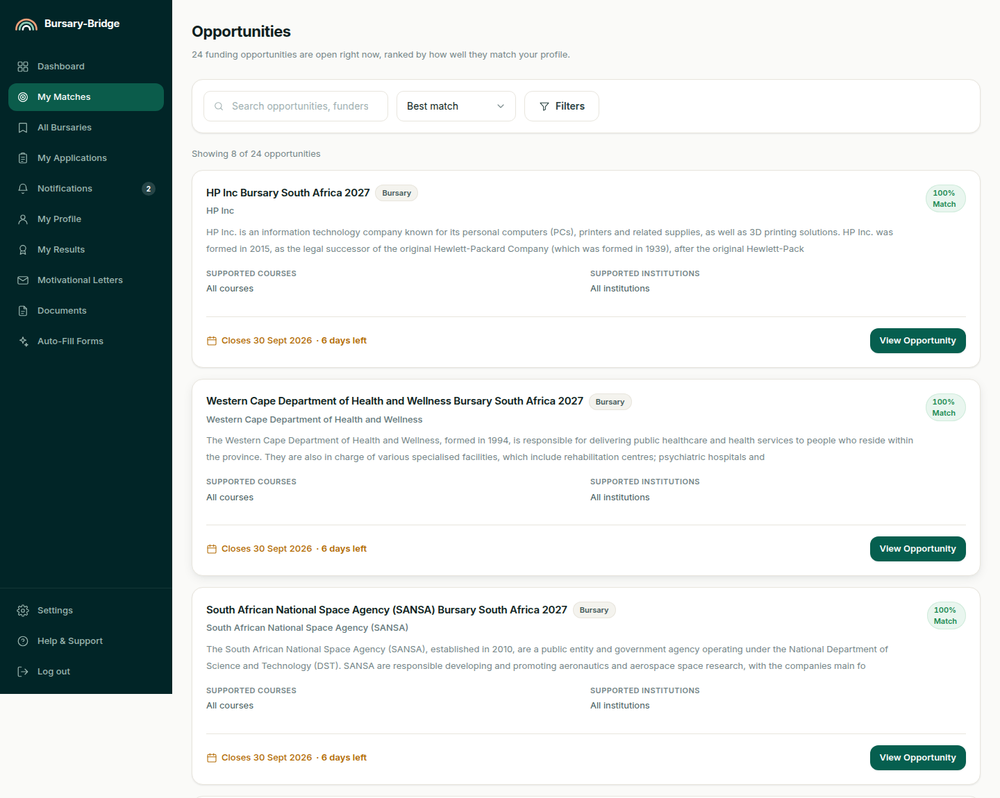 Bursary-Bridge
Dashboard
My Matches
All Bursaries
My Applications
Notifications 2
My Profile
My Results
Motivational Letters
Documents
Auto-Fill Forms
Settings
Help & Support
Log out
Opportunities
24 funding opportunities are open right now, ranked by how well they match your profile.
Search opportunities, funders
Best match
Filters
Showing 8 of 24 opportunities
HP Inc Bursary South Africa 2027 Bursary
100%
Match
HP Inc
HP Inc. is an information technology company known for its personal computers (PCs), printers and related supplies, as well as 3D printing solutions. HP Inc. was
formed in 2015, as the legal successor of the original Hewlett-Packard Company (which was formed in 1939), after the original Hewlett-Pack
SUPPORTED COURSES
All courses
SUPPORTED INSTITUTIONS
All institutions
Closes 30 Sept 2026 · 6 days left
View Opportunity
Western Cape Department of Health and Wellness Bursary South Africa 2027 Bursary
100%
Match
Western Cape Department of Health and Wellness
The Western Cape Department of Health and Wellness, formed in 1994, is responsible for delivering public healthcare and health services to people who reside within
the province. They are also in charge of various specialised facilities, which include rehabilitation centres; psychiatric hospitals and
SUPPORTED COURSES
All courses
SUPPORTED INSTITUTIONS
All institutions
Closes 30 Sept 2026 · 6 days left
View Opportunity
South African National Space Agency (SANSA) Bursary South Africa 2027 Bursary
100%
Match
South African National Space Agency (SANSA)
The South African National Space Agency (SANSA), established in 2010, are a public entity and government agency operating under the National Department of
Science and Technology (DST). SANSA are responsible developing and promoting aeronautics and aerospace space research, with the companies main fo
SUPPORTED COURSES
All courses
SUPPORTED INSTITUTIONS
All institutions
Closes 30 Sept 2026 · 6 days left
View Opportunity